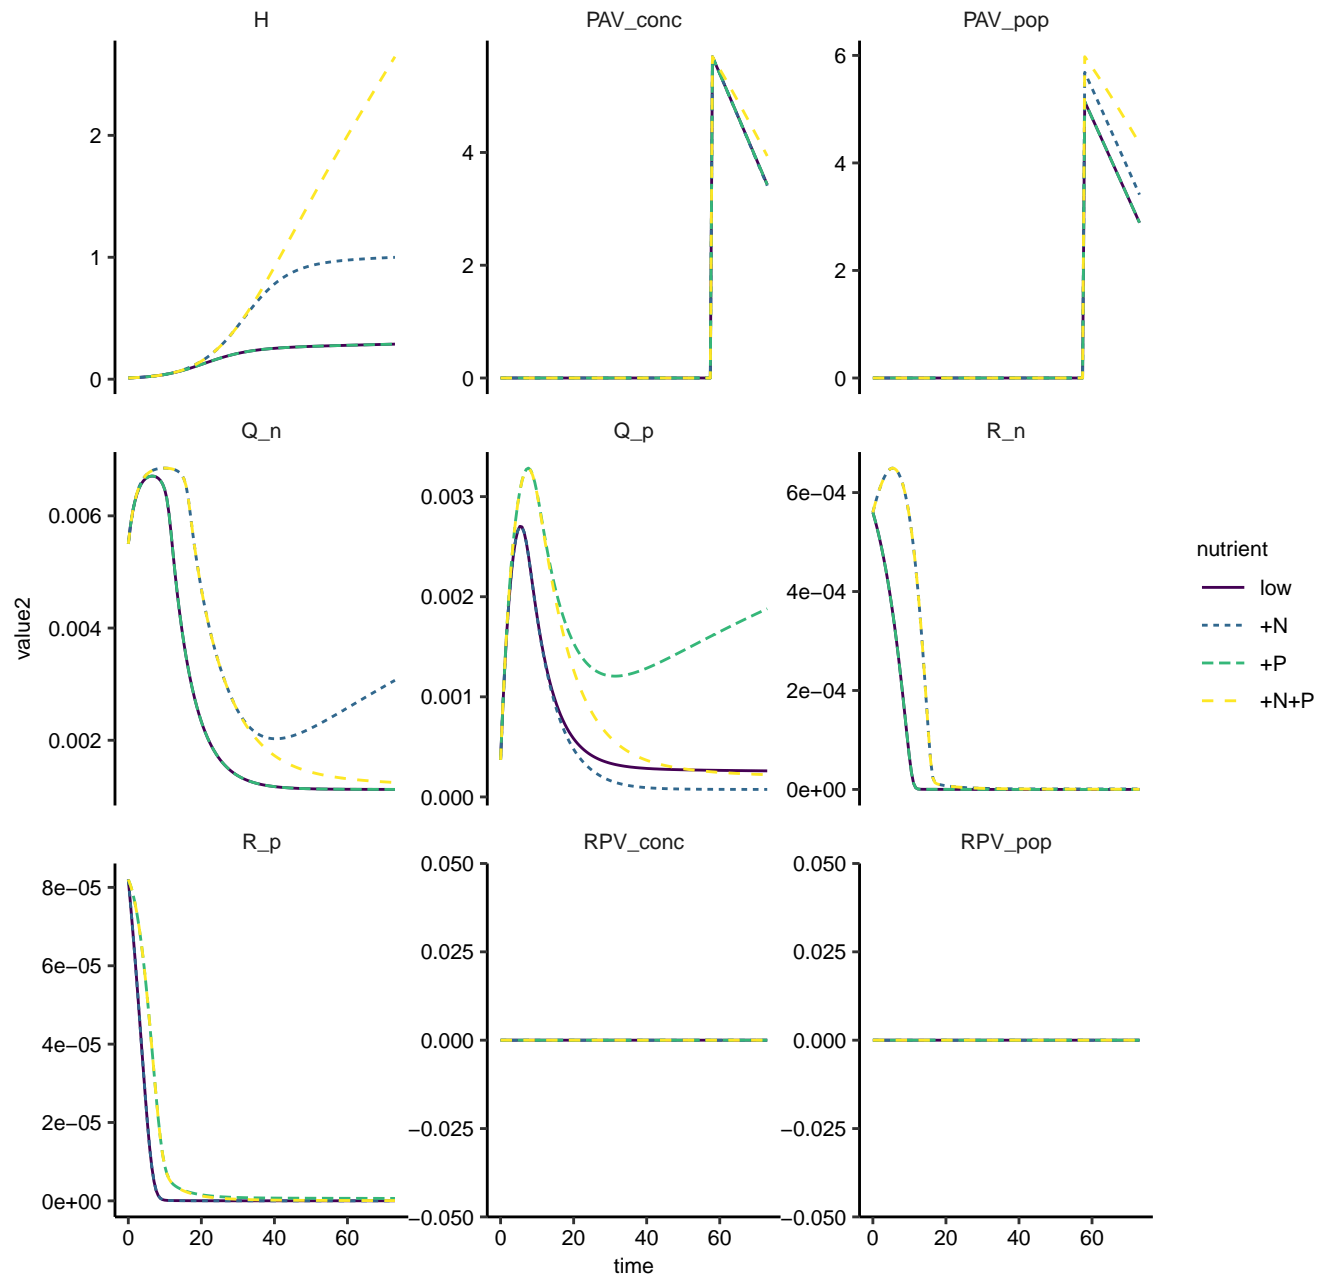 H PAV_conc PAV_pop
2
1
0
4
2
0
6
4
2
0
Q_n Q_p R_n
0.006
0.004
0.002
0.003
0.002
0.001
0.000
6e−04
4e−04
2e−04
0e+00
R_p RPV_conc RPV_pop
8e−05
6e−05
4e−05
2e−05
0e+00
0.050
0.025
0.000
−0.025
−0.050
0.050
0.025
0.000
−0.025
−0.050
0 20 40 60 0 20 40 60 0 20 40 60
time
value2
nutrient
low
+N
+P
+N+P